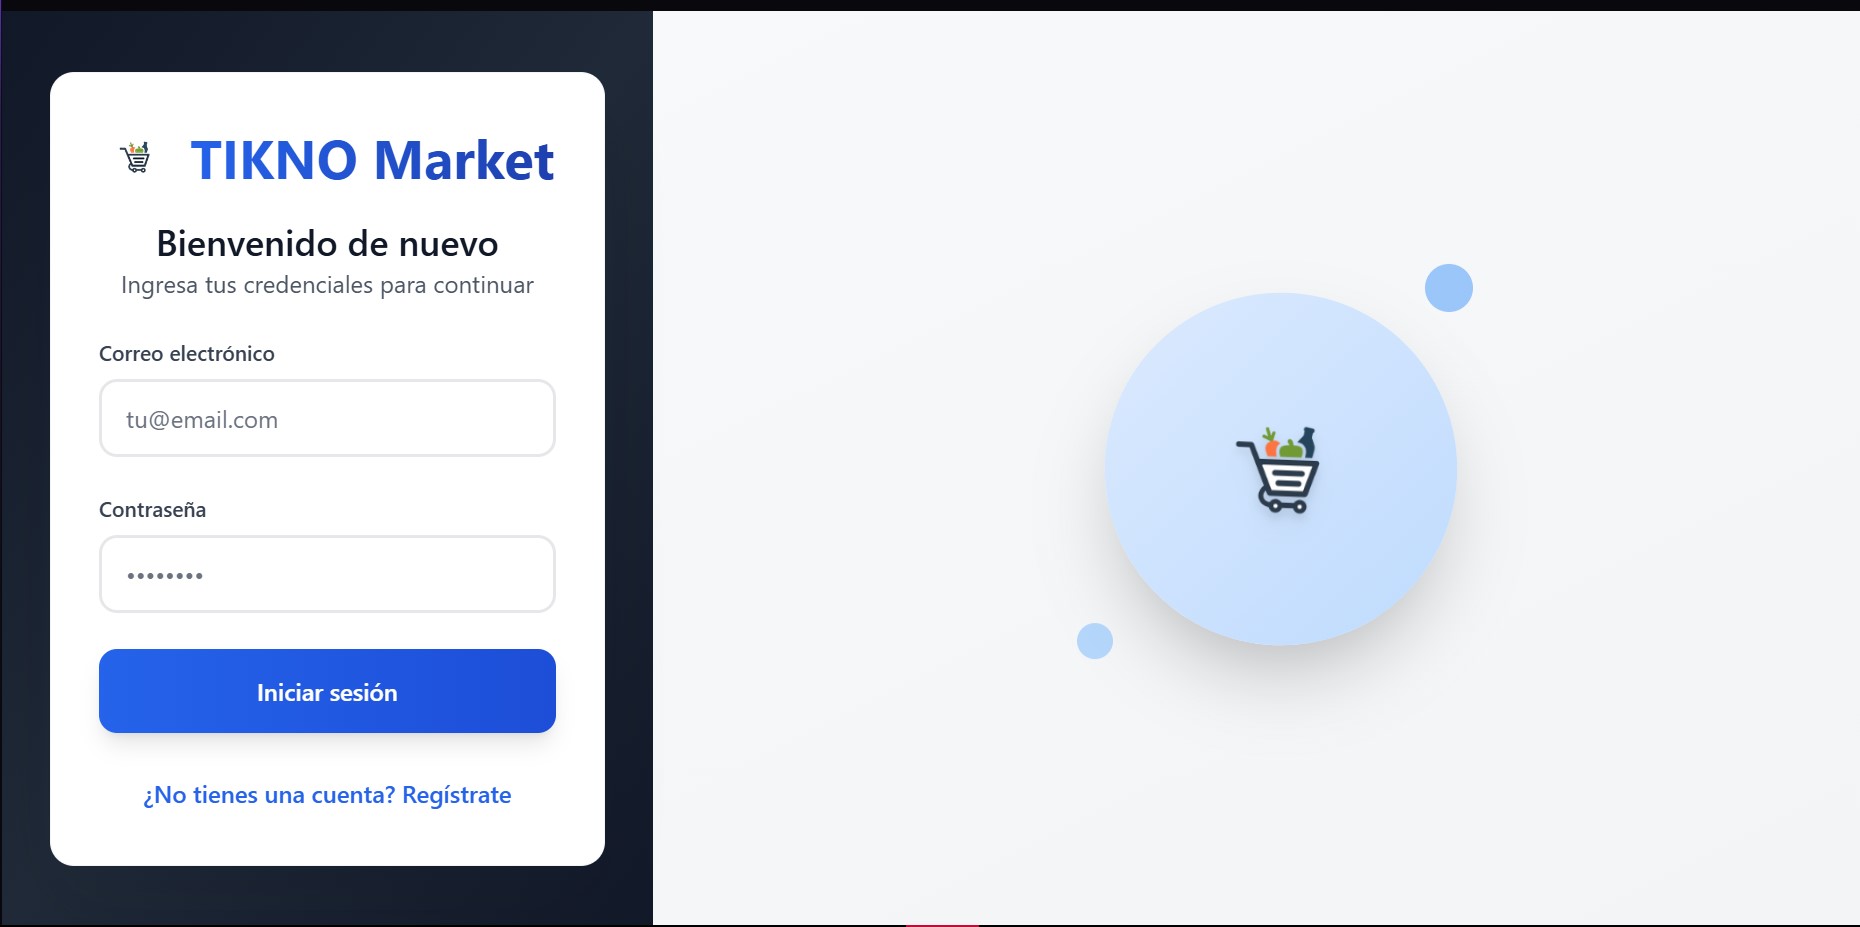 TIKNO Market
Bienvenido de nuevo
Ingresa tus credenciales para continuar
Correo electrónico
tu@email.com
Contraseña
••••••••
Iniciar sesión
¿No tienes una cuenta? Regístrate